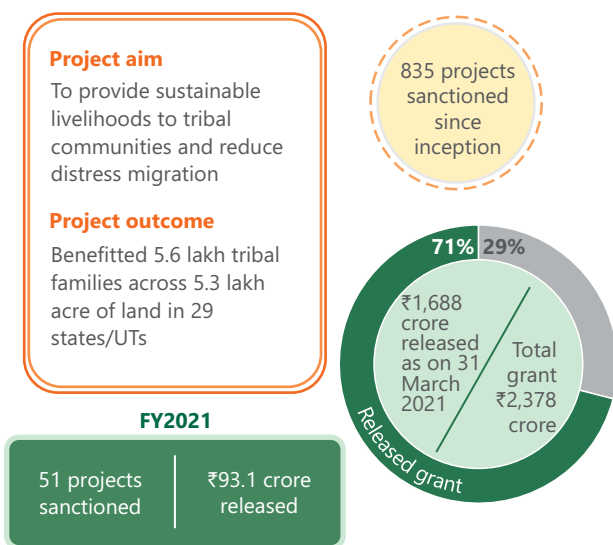 Project aim
To provide sustainable
livelihoods to tribal
communities and reduce
distress migration
Project outcome
Benefitted 5.6 lakh tribal
families across 5.3 lakh
acre of land in 29
states/UTs
835 projects
sanctioned
since
inception
71% 29%
₹1,688
crore
released
as on 31
March
2021
Total
grant
₹2,378
crore
Released grant
FY2021
51 projects
sanctioned
₹93.1 crore
released